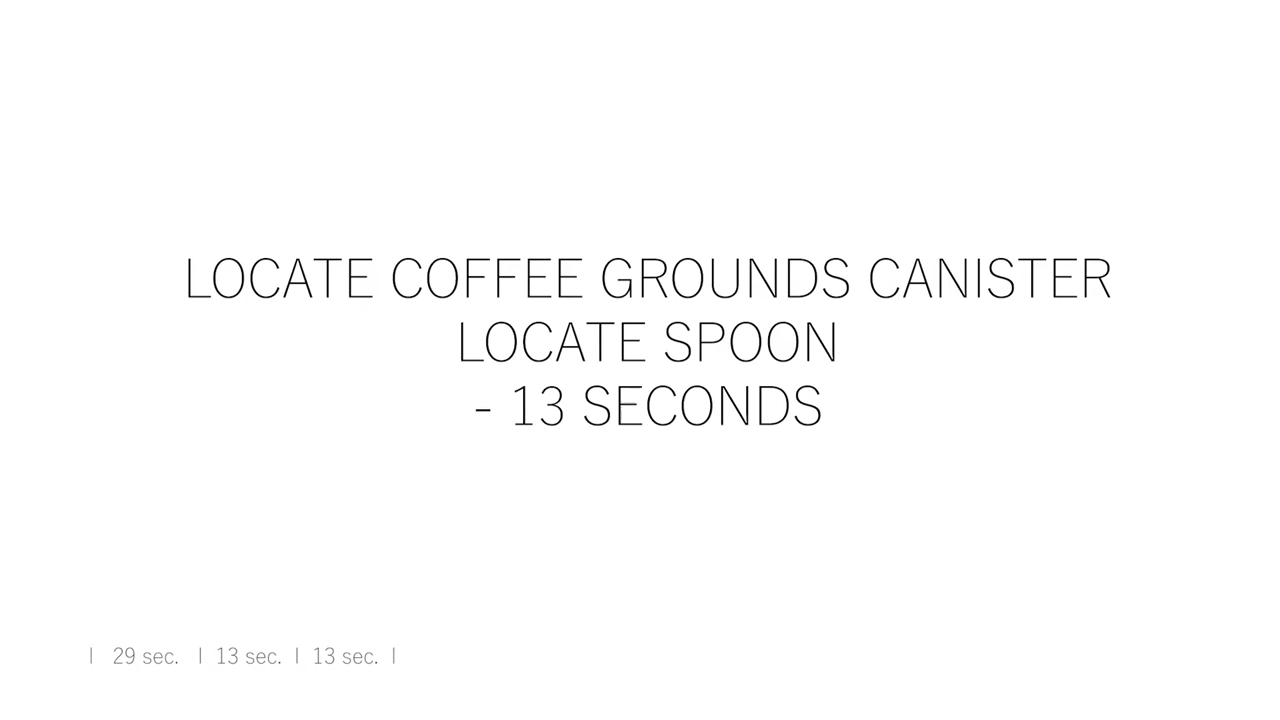 LOCATE COFFEE GROUNDS CANISTER
LOCATE SPOON
- 13 SECONDS
| 29 sec. | 13 sec. | 13 sec. |